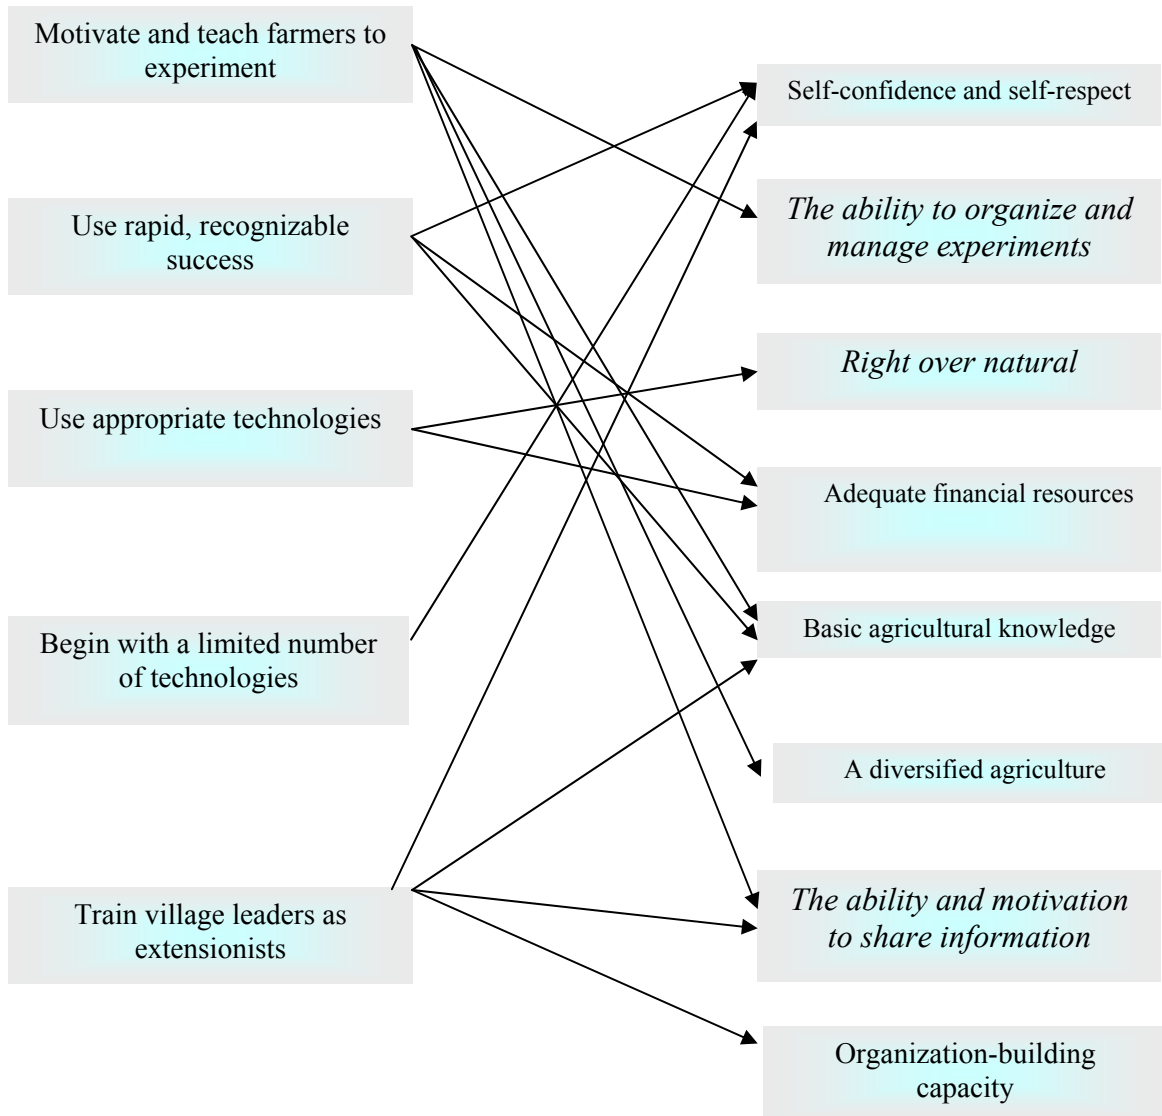 Motivate and teach farmers to
experiment
Use rapid, recognizable
success
Use appropriate technologies
Begin with a limited number
of technologies
Train village leaders as
extensionists
Self-confidence and self-respect
The ability to organize and
manage experiments
Right over natural
Adequate financial resources
Basic agricultural knowledge
A diversified agriculture
The ability and motivation
to share information
Organization-building
capacity